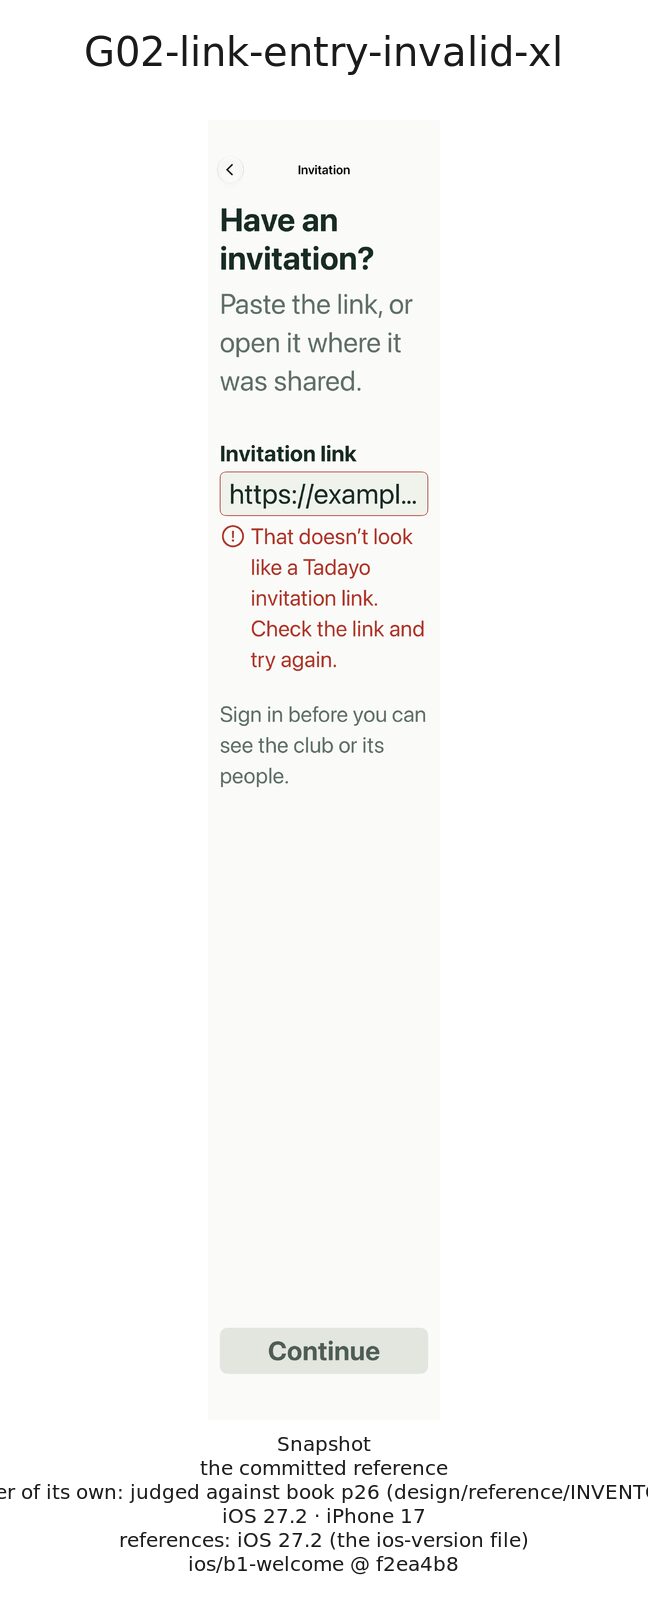 G02-link-entry-invalid-xl
Invitation
Have an
invitation?
Paste the link, or
open it where it
was shared.
Invitation link
https://exampl…
That doesn’t look
like a Tadayo
invitation link.
Check the link and
try again.
Sign in before you can
see the club or its
people.
Continue
Snapshot
the committed reference
of its own: judged against book p26
iOS 27.2 · iPhone 17
references: iOS 27.2 (the ios-version file)
ios/b1-welcome @ f2ea4b8